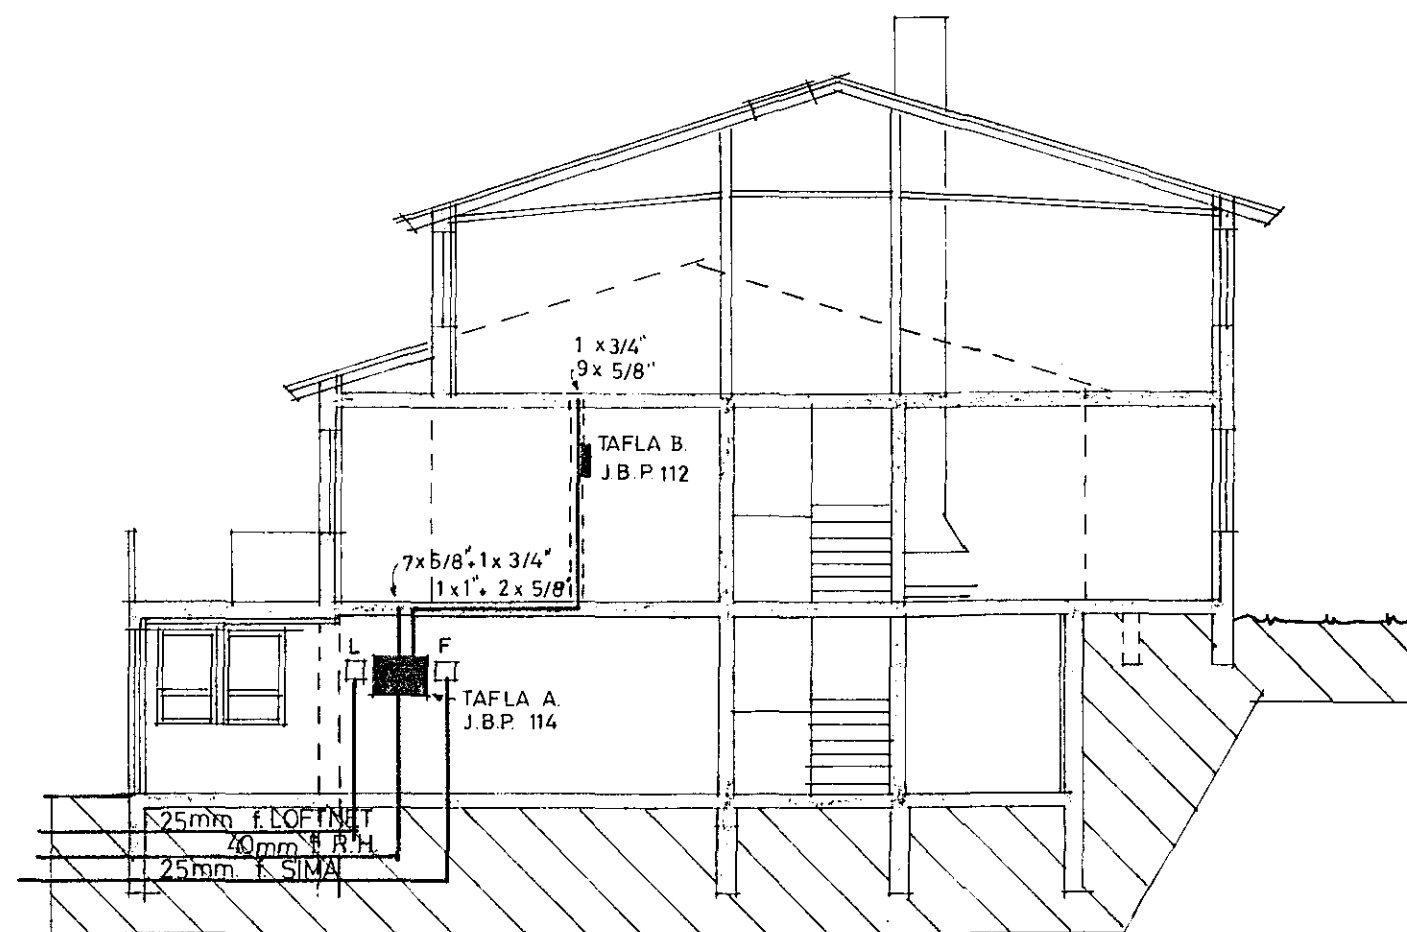 1 x 3/4"
9 x 5/8"
TAFLA B.
J.B.P. 112
7 x 5/8" + 1 x 3/4"
1 x 1" + 2 x 5/8"
L
F
TAFLA A.
J.B.P. 114
25mm f. LOFTNET
40mm f. R.H.
25mm f. SIMA